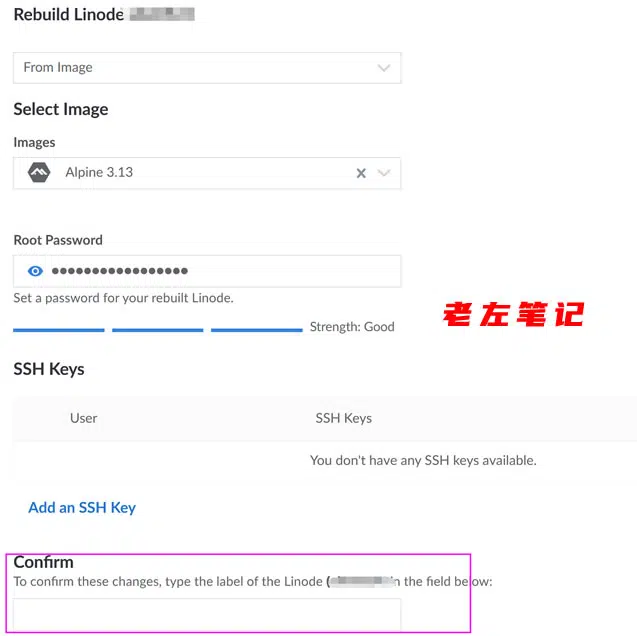 Rebuild Linode
From Image
Select Image
Images
Alpine 3.13
Root Password
Set a password for your rebuilt Linode.
Strength: Good
老左笔记
SSH Keys
User SSH Keys
You don't have any SSH keys available.
Add an SSH Key
Confirm
To confirm these changes, type the label of the Linode ( in the field below: